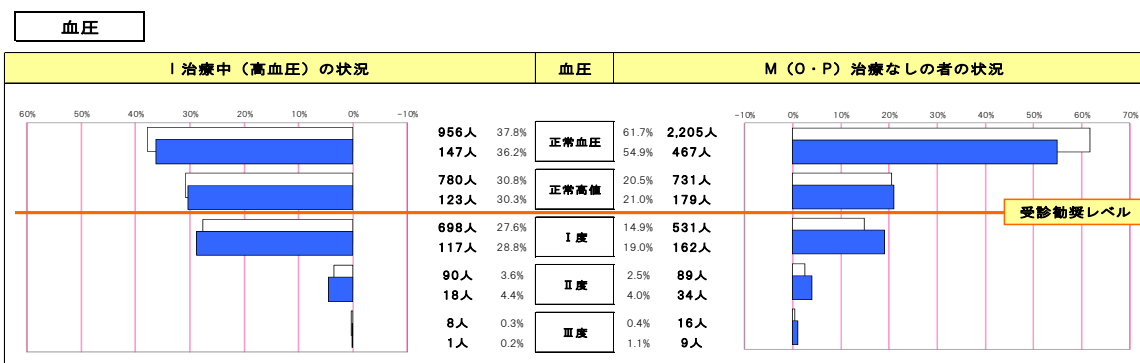 血圧
Ⅰ 治療中（高血圧）の状況 血圧 M（O・P）治療なしの者の状況
60% 50% 40% 30% 20% 10% 0% -10% -10% 0% 10% 20% 30% 40% 50% 60% 70%
956人 37.8% 正常血圧 61.7% 2,205人
147人 36.2% 54.9% 467人
780人 30.8% 正常高値 20.5% 731人
123人 30.3% 21.0% 179人
受診勧奨レベル
698人 27.6% Ⅰ度 14.9% 531人
117人 28.8% 19.0% 162人
90人 3.6% Ⅱ度 2.5% 89人
18人 4.4% 4.0% 34人
8人 0.3% Ⅲ度 0.4% 16人
1人 0.2% 1.1% 9人